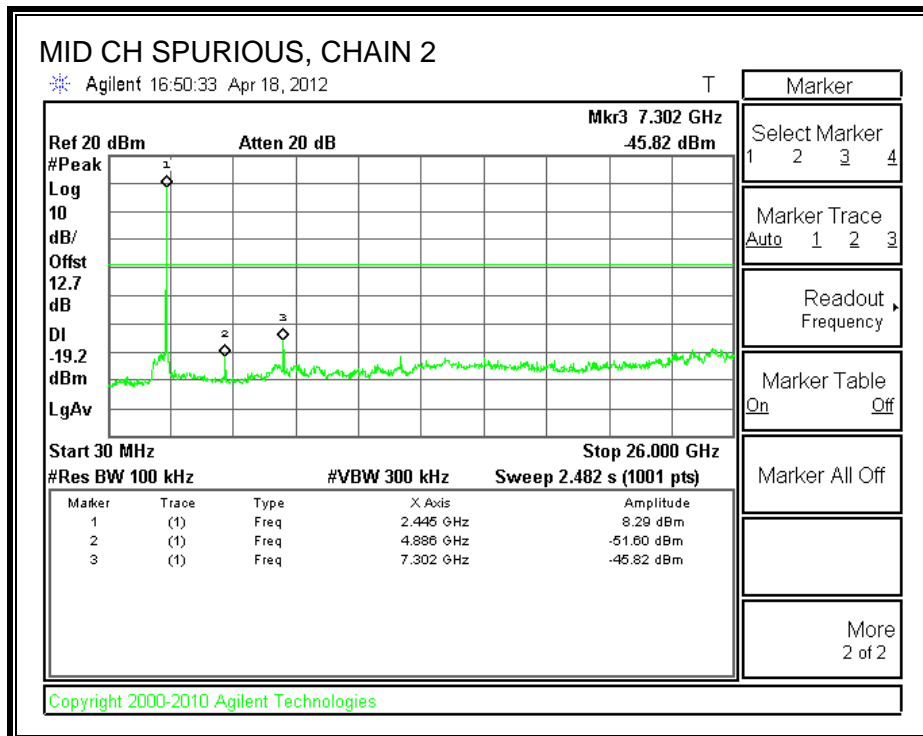 MID CH SPURIOUS, CHAIN 2
Agilent 16:50:33 Apr 18, 2012 T
Mkr3 7.302 GHz
Ref 20 dBm Atten 20 dB -45.82 dBm
#Peak
Log
10
dB/
Offst
12.7
dB
DI
-19.2
dBm
LgAv
1
2
3
Start 30 MHz Stop 26.000 GHz
#Res BW 100 kHz #VBW 300 kHz Sweep 2.482 s (1001 pts)
Marker Trace Type X Axis Amplitude
1 (1) Freq 2.445 GHz 8.29 dBm
2 (1) Freq 4.886 GHz -51.60 dBm
3 (1) Freq 7.302 GHz -45.82 dBm
Marker
Select Marker
1 2 3 4
Marker Trace
Auto 1 2 3
Readout
Frequency
Marker Table
On Off
Marker All Off
More
2 of 2
Copyright 2000-2010 Agilent Technologies